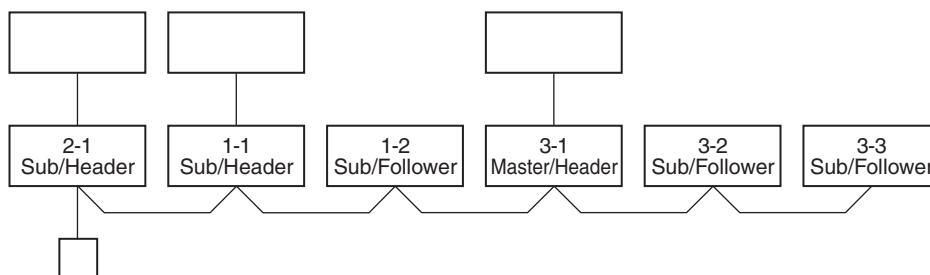 2-1
Sub/Header
1-1
Sub/Header
1-2
Sub/Follower
3-1
Master/Header
3-2
Sub/Follower
3-3
Sub/Follower